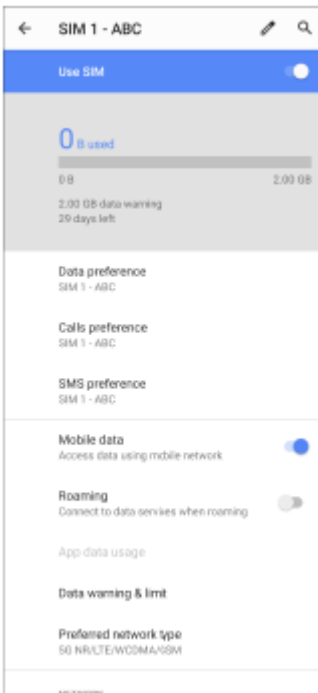 SIM 1 - ABC
Use SIM
0 B used
0 B 2.00 GB
2.00 GB data warning
29 days left
Data preference
SIM 1 - ABC
Calls preference
SIM 1 - ABC
SMS preference
SIM 1 - ABC
Mobile data
Access data using mobile network
Roaming
Connect to data services when roaming
App data usage
Data warning & limit
Preferred network type
5G NR/LTE/WCDMA/GSM